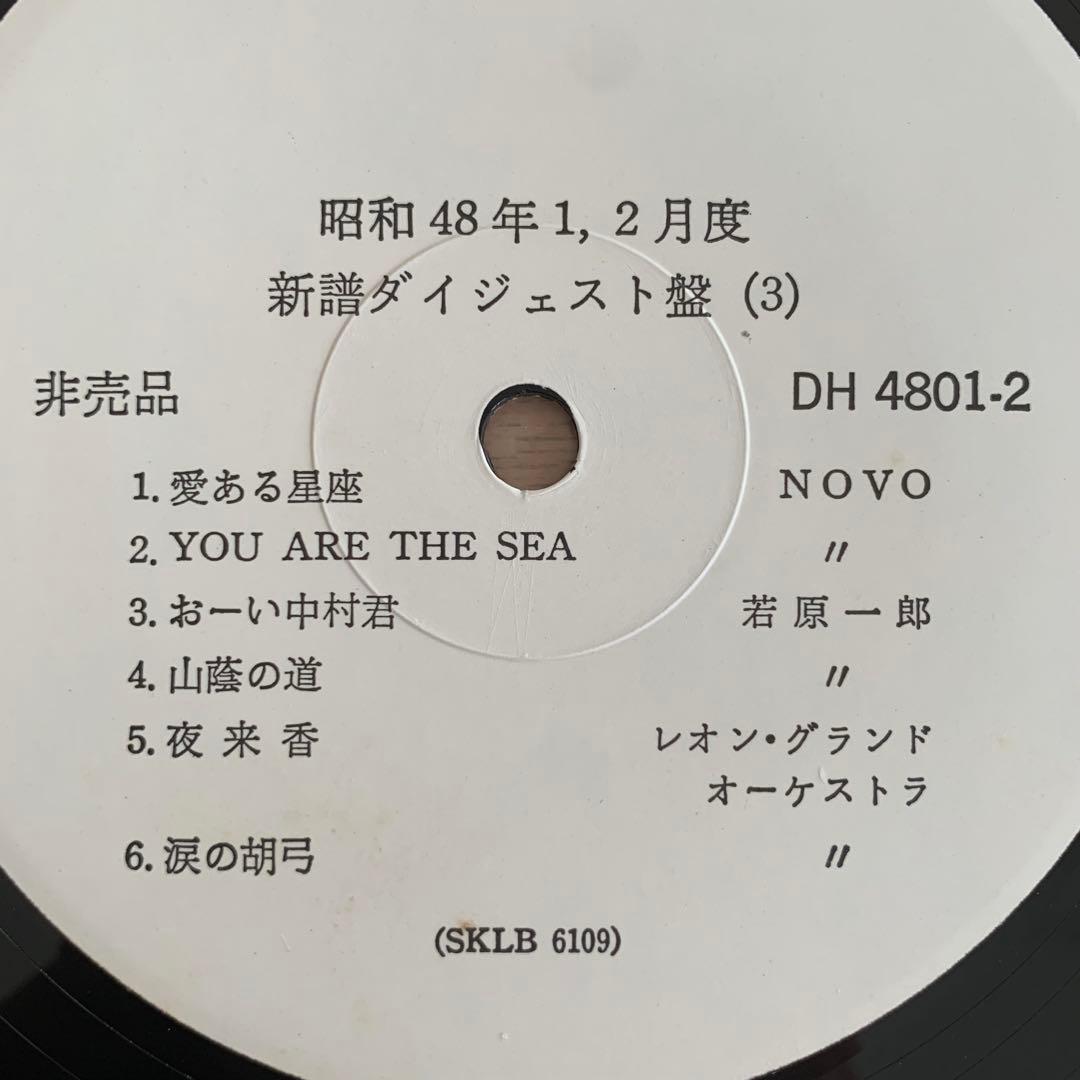 昭和48年1, 2月度
新譜ダイジェスト盤 (3)
非売品 DH 4801-2
1. 愛ある星座 NOVO
2. YOU ARE THE SEA 〃
3. おーい中村君 若原一郎
4. 山蔭の道 〃
5. 夜来香 レオン・グランド
オーケストラ
6. 涙の胡弓 〃
(SKLB 6109)